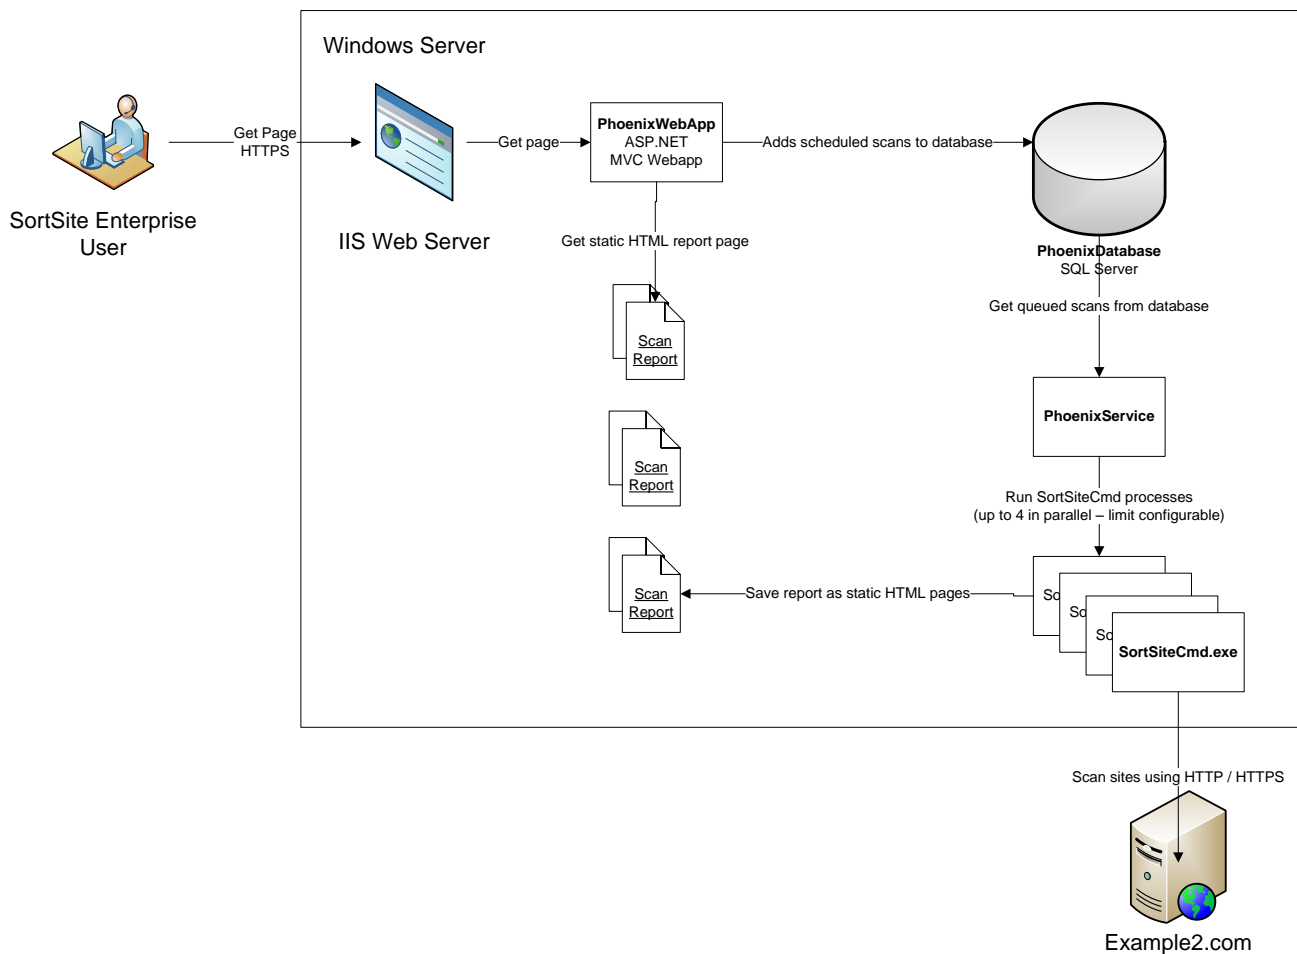 Windows Server
Get Page
HTTPS
SortSite Enterprise
User
IIS Web Server
Get page
PhoenixWebApp
ASP.NET
MVC Webapp
Adds scheduled scans to database
PhoenixDatabase
SQL Server
Get static HTML report page
Scan
Report
Get queued scans from database
PhoenixService
Scan
Report
Run SortSiteCmd processes
(up to 4 in parallel – limit configurable)
Scan
Report
Save report as static HTML pages
So
So
So
SortSiteCmd.exe
Scan sites using HTTP / HTTPS
Example2.com